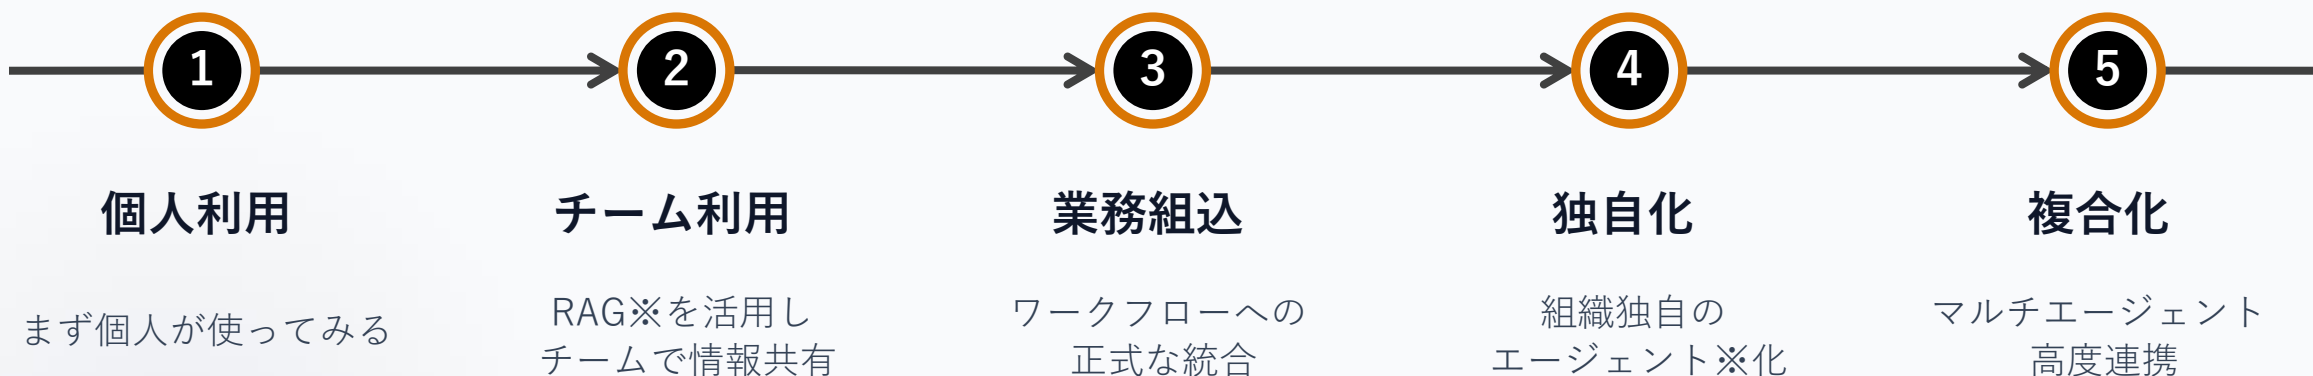 1
2
3
4
5
個人利用
チーム利用
業務組込
独自化
複合化
まず個人が使ってみる
RAG※を活用し
チームで情報共有
ワークフローへの
正式な統合
組織独自の
エージェント※化
マルチエージェント
高度連携